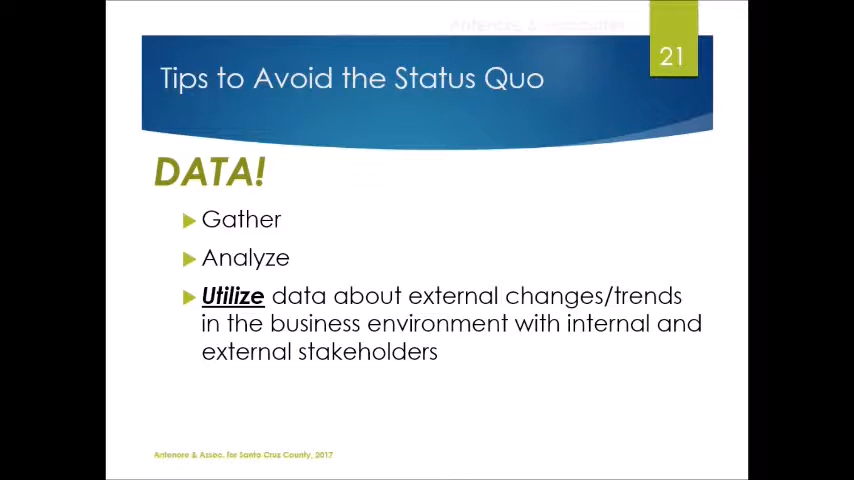 21
Tips to Avoid the Status Quo
DATA!
Gather
Analyze
Utilize data about external changes/trends
in the business environment with internal and
external stakeholders
Antenore & Assoc. for Santa Cruz County, 2017